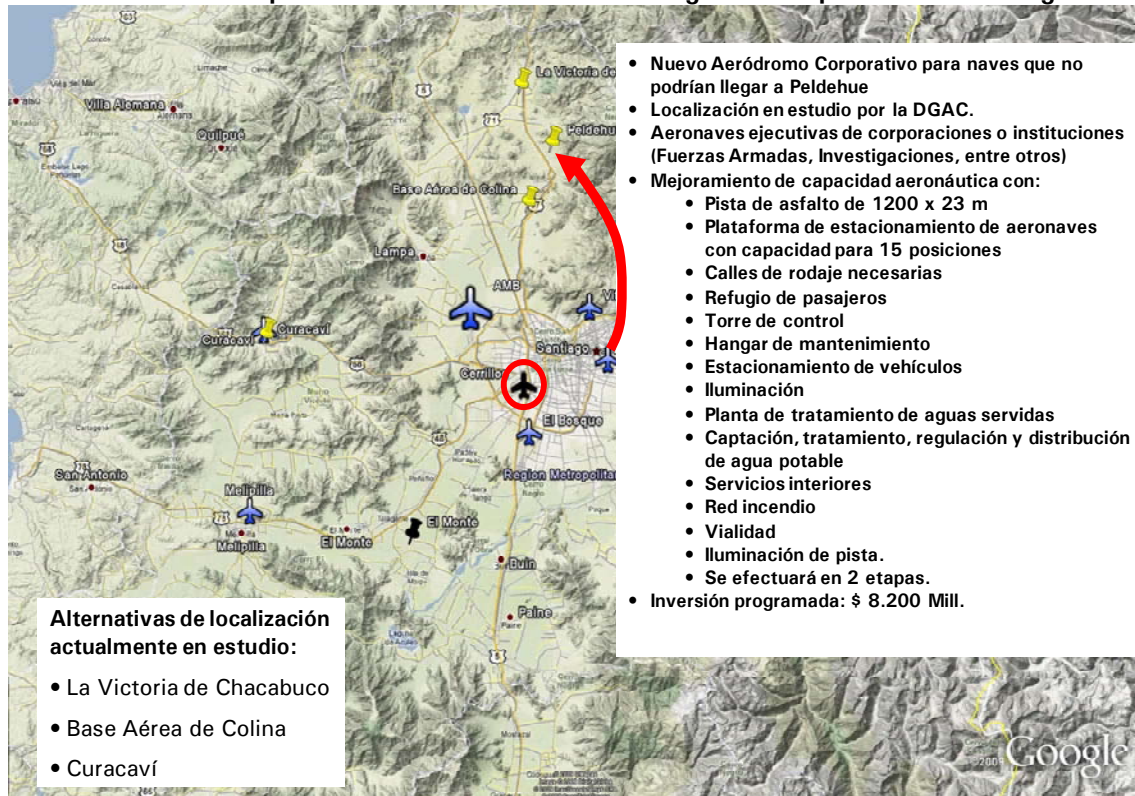 Nuevo Aeródromo Corporativo para naves que no
podrían llegar a Peldehue
Localización en estudio por la DGAC.
Aeronaves ejecutivas de corporaciones o instituciones
(Fuerzas Armadas, Investigaciones, entre otros)
Mejoramiento de capacidad aeronáutica con:
Pista de asfalto de 1200 x 23 m
Plataforma de estacionamiento de aeronaves
con capacidad para 15 posiciones
Calles de rodaje necesarias
Refugio de pasajeros
Torre de control
Hangar de mantenimiento
Estacionamiento de vehículos
Iluminación
Planta de tratamiento de aguas servidas
Captación, tratamiento, regulación y distribución
de agua potable
Servicios interiores
Red incendio
Vialidad
Iluminación de pista.
Se efectuará en 2 etapas.
Inversión programada: $ 8.200 Mill.
La Victoria de
Villa Alemana
Quilpué
Peldehu
Base Aérea de Colina
Lampa
AMB
Curacaví
Curacaví
Santiago
Cerrillo
El Bosque
Region Metropolita
San Antonio
Melipilla
Melipilla
El Monte
El Monte
Buin
Paine
Alternativas de localización
actualmente en estudio:
• La Victoria de Chacabuco
• Base Aérea de Colina
• Curacaví
Google